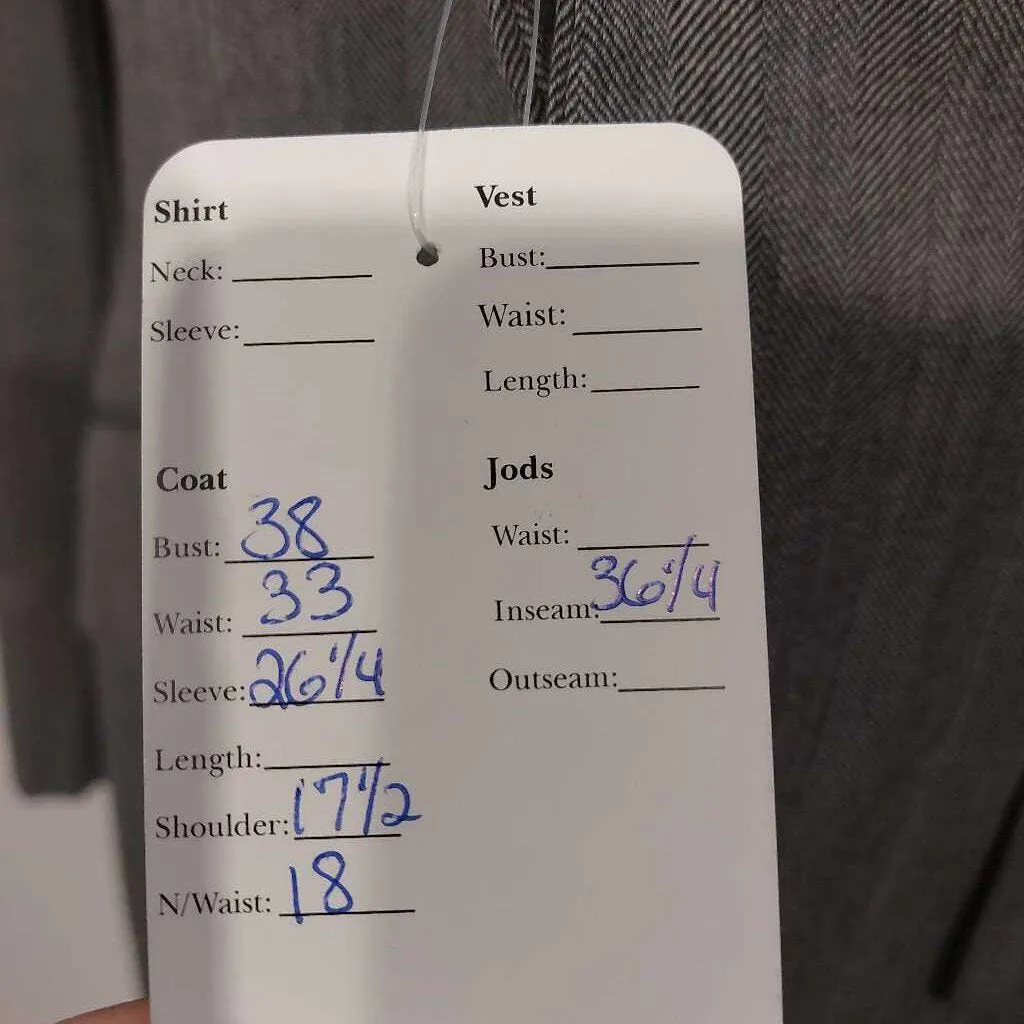 Shirt
Neck:
Sleeve:
Vest
Bust:
Waist:
Length:
Coat
Bust: 38
Waist: 33
Sleeve: 26 1/4
Length:
Shoulder: 17 1/2
N/Waist: 18
Jods
Waist:
Inseam: 36 1/4
Outseam: